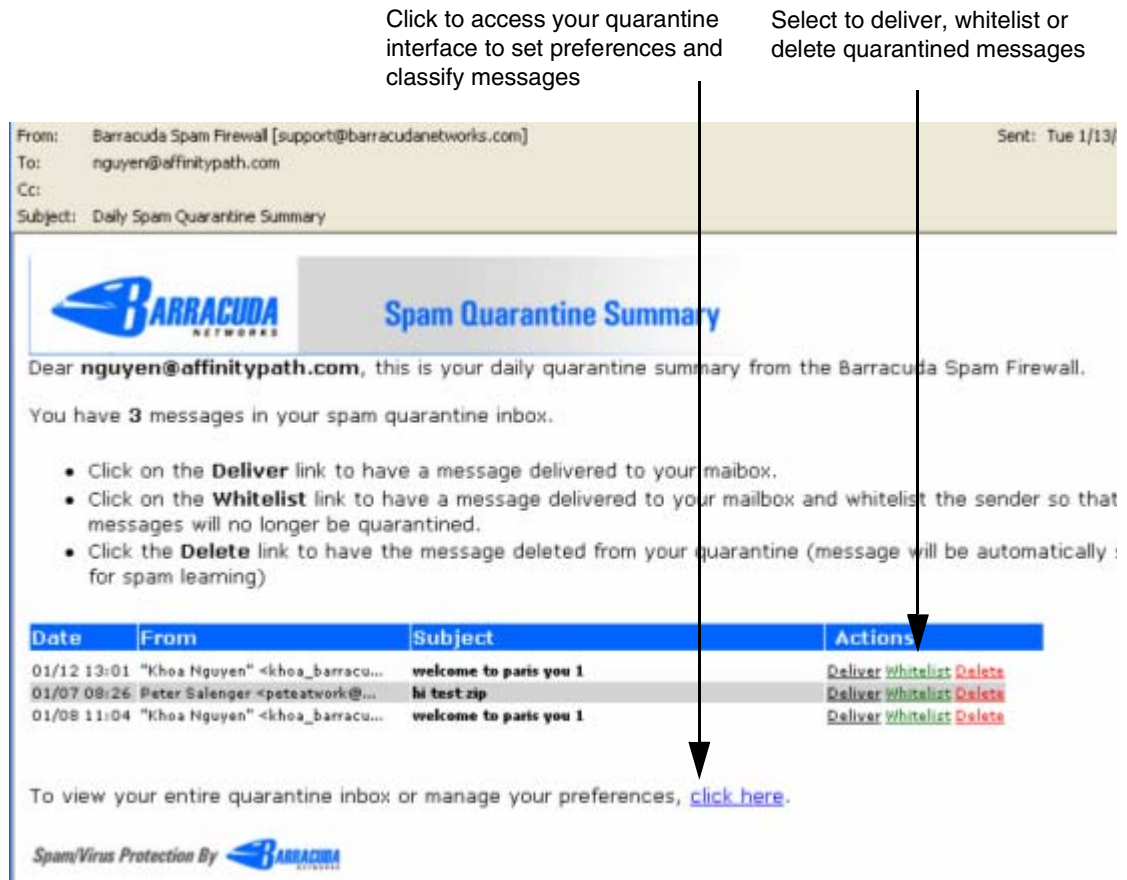 Click to access your quarantine
interface to set preferences and
classify messages
Select to deliver, whitelist or
delete quarantined messages
From: Barracuda Spam Firewall [support@barracudanetworks.com] Sent: Tue 1/13/
To: nguyen@affinitypath.com
Cc:
Subject: Daily Spam Quarantine Summary
BARRACUDA
NETWORKS
Spam Quarantine Summary
Dear nguyen@affinitypath.com, this is your daily quarantine summary from the Barracuda Spam Firewall.
You have 3 messages in your spam quarantine inbox.
• Click on the Deliver link to have a message delivered to your maibox.
• Click on the Whitelist link to have a message delivered to your mailbox and whitelist the sender so that
messages will no longer be quarantined.
• Click the Delete link to have the message deleted from your quarantine (message will be automatically
for spam learning)
Date From Subject Actions
01/12 13:01 "Khoa Nguyen" <khoa_barracu... welcome to paris you 1 Deliver Whitelist Delete
01/07 08:26 Peter Salenger <peteatwork@... hi test zip Deliver Whitelist Delete
01/08 11:04 "Khoa Nguyen" <khoa_barracu... welcome to paris you 1 Deliver Whitelist Delete
To view your entire quarantine inbox or manage your preferences, click here.
Spam/Virus Protection By BARRACUDA
NETWORKS